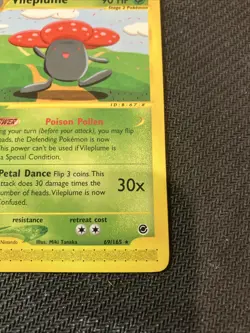 Vileplume 90 HP
Stage 2 Pokémon
Poison Pollen
ing your turn (before your attack), you may flip
heads, the Defending Pokémon is now
his power can't be used if Vileplume is
a Special Condition.
Petal Dance Flip 3 coins. This
attack does 30 damage times the
number of heads. Vileplume is now
Confused.
30x
resistance retreat cost
Nintendo Illus. Miki Tanaka 69/165